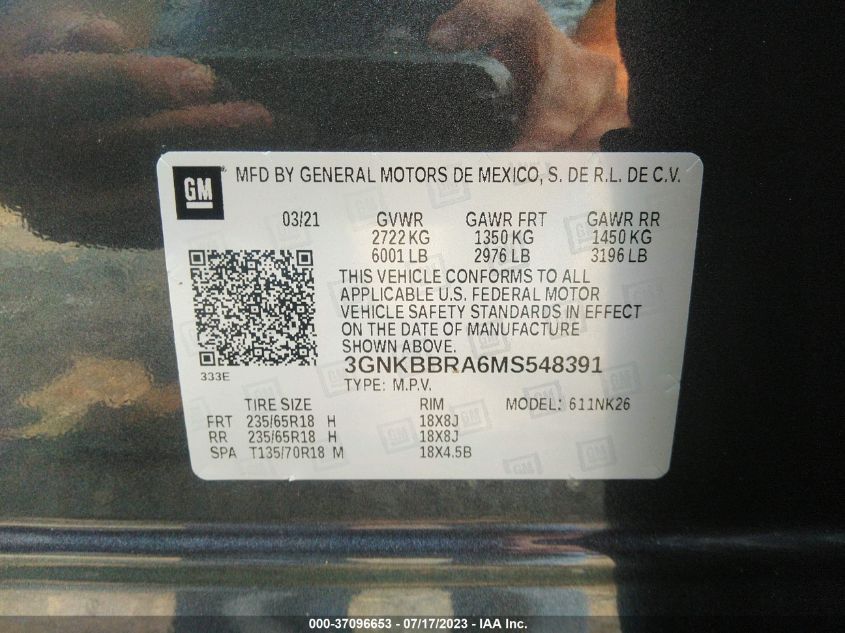 GM ® MFD BY GENERAL MOTORS DE MEXICO, S. DE R.L. DE C.V.
03/21 GVWR GAWR FRT GAWR RR
2722 KG 1350 KG 1450 KG
6001 LB 2976 LB 3196 LB
THIS VEHICLE CONFORMS TO ALL
APPLICABLE U.S. FEDERAL MOTOR
VEHICLE SAFETY STANDARDS IN EFFECT
ON THE DATE OF MANUFACTURE
SHOWN ABOVE.
333E 3GNKBBRA6MS548391
TYPE: M.P.V.
TIRE SIZE RIM MODEL: 611NK26
FRT 235/65R18 H 18X8J
RR 235/65R18 H 18X8J
SPA T135/70R18 M 18X4.5B
000-37096653 - 07/17/2023 - IAA Inc.